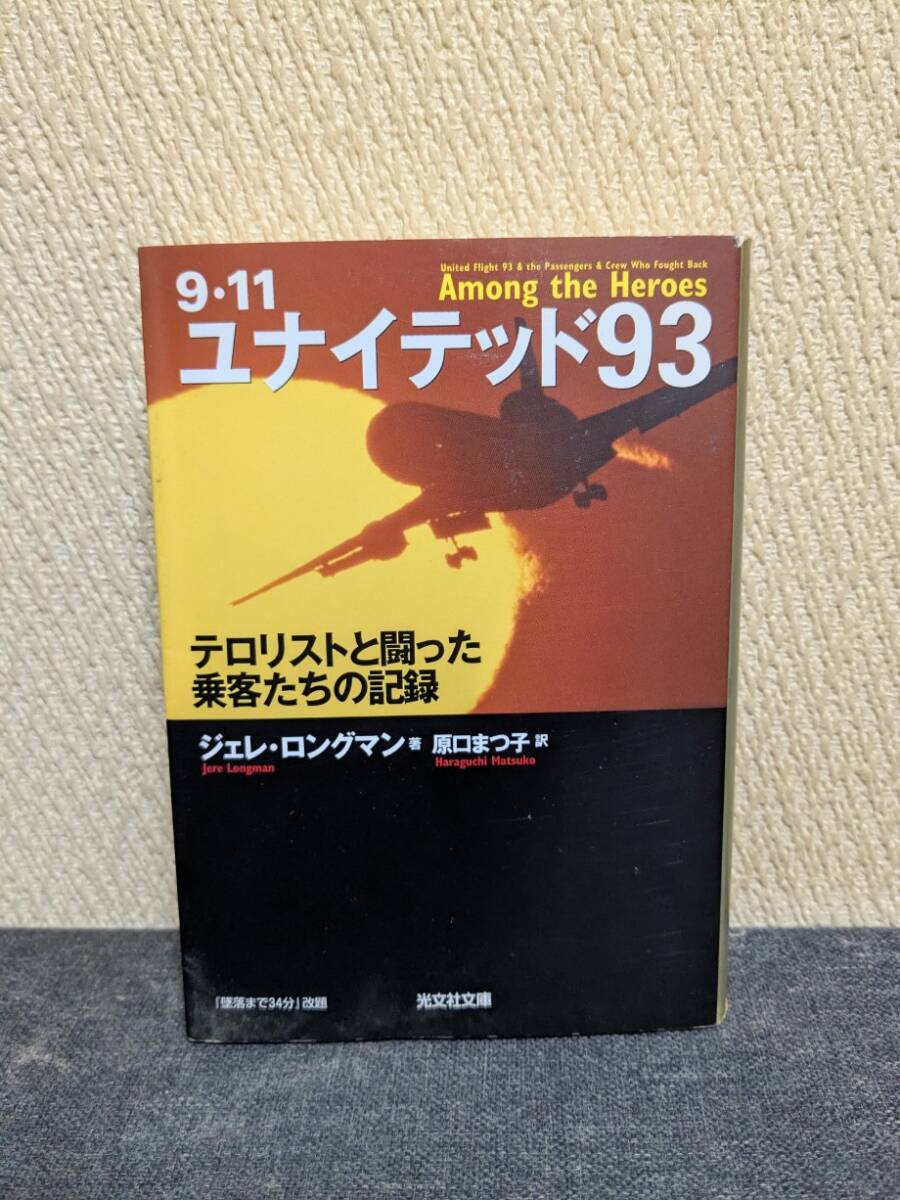 United Flight 93 & the Passengers & Crew Who Fought Back
Among the Heroes
9・11
ユナイテッド93
テロリストと闘った
乗客たちの記録
ジェレ・ロングマン 著 原口まつ子 訳
Jere Longman Haraguchi Matsuko
「墜落まで34分」改題 光文社文庫